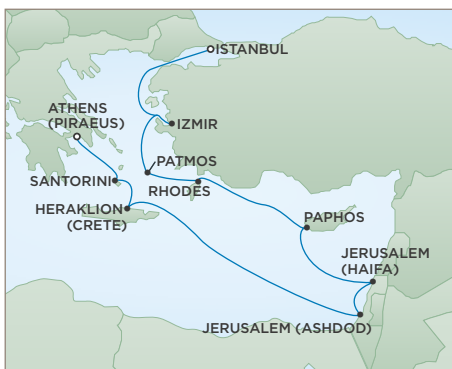 ISTANBUL
ATHENS
(PIRAEUS)
IZMIR
PATMOS
SANTORINI
RHODES
HERAKLION
(CRETE)
PAPHOS
JERUSALEM
(HAIFA)
JERUSALEM (ASHDOD)